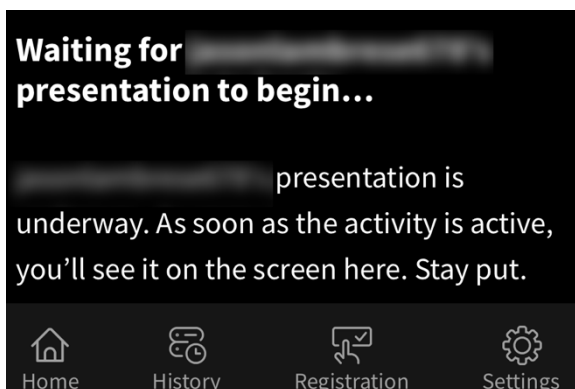 Waiting for
presentation to begin...
presentation is
underway. As soon as the activity is active,
you'll see it on the screen here. Stay put.
Home History Registration Settings